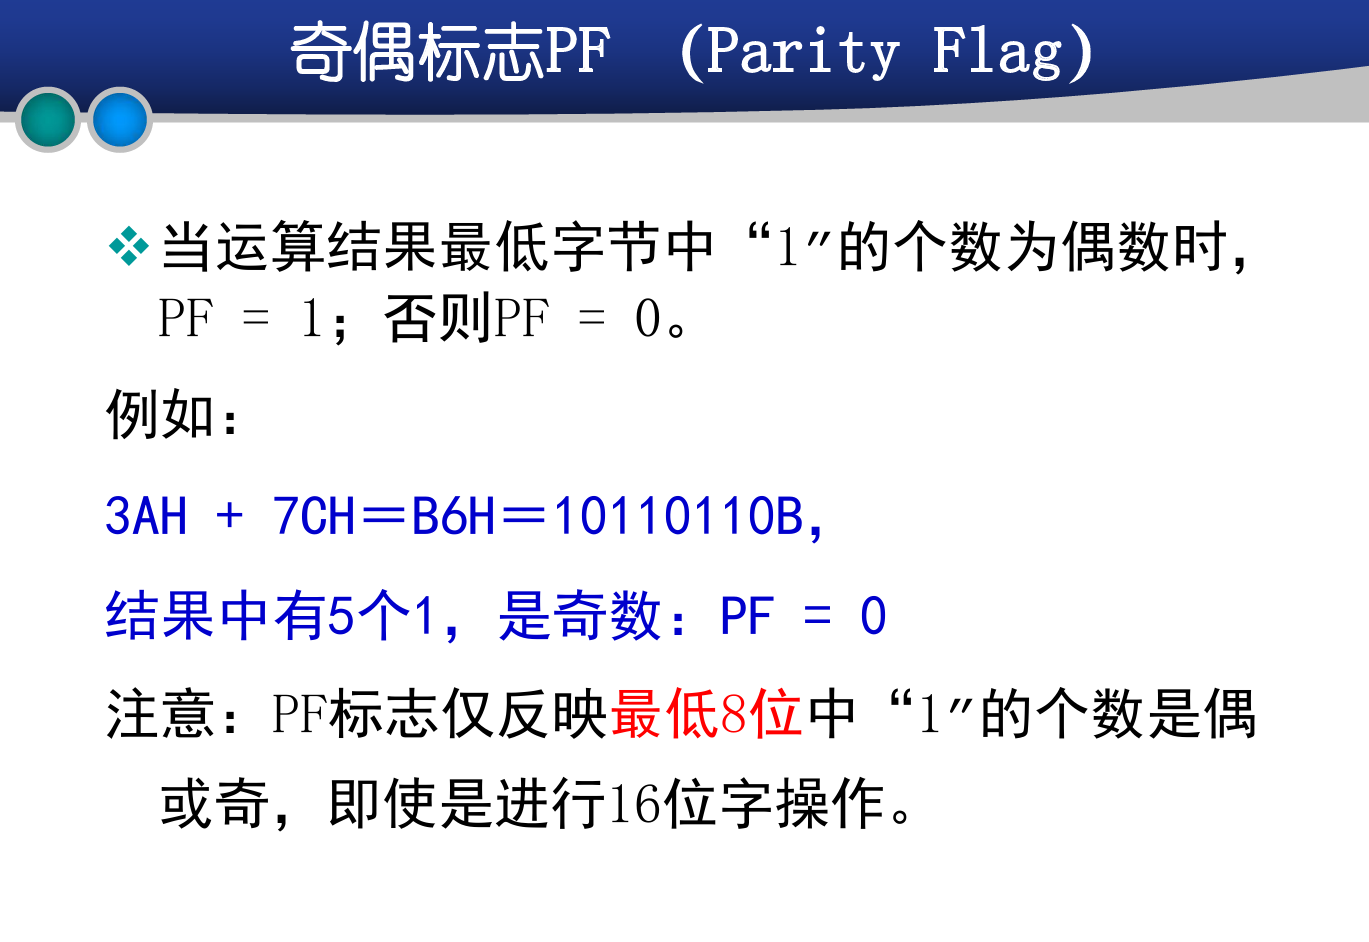 奇偶标志PF （Parity Flag）
当运算结果最低字节中“1”的个数为偶数时，
PF = 1；否则PF = 0。
例如：
3AH + 7CH＝B6H＝10110110B，
结果中有5个1，是奇数：PF = 0
注意：PF标志仅反映最低8位中“1”的个数是偶
或奇，即使是进行16位字操作。